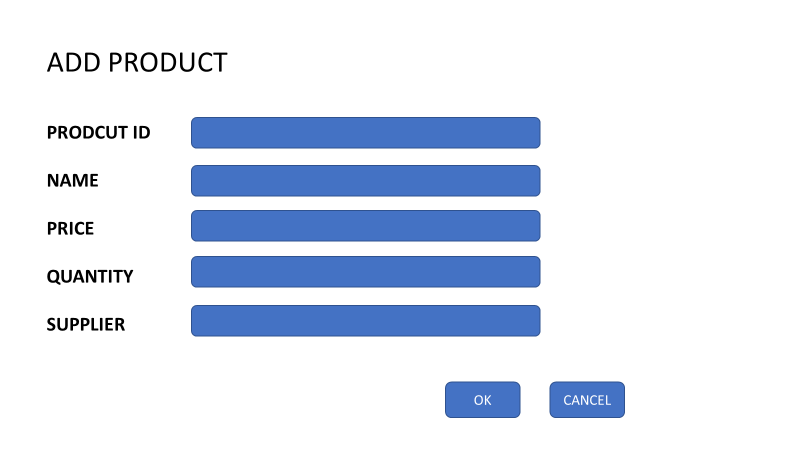 ADD PRODUCT
PRODCUT ID
NAME
PRICE
QUANTITY
SUPPLIER
OK
CANCEL